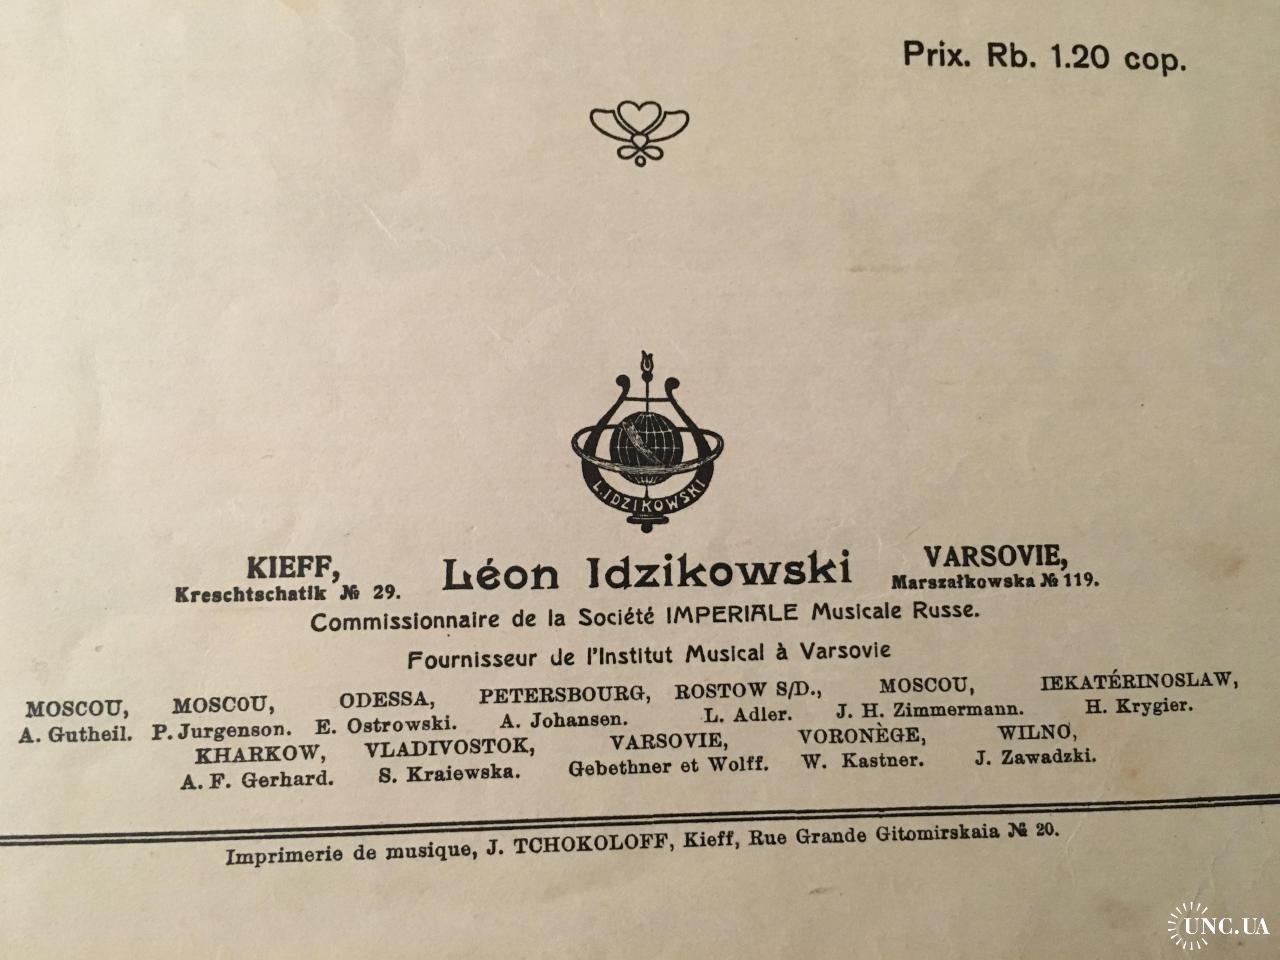 Prix. Rb. 1.20 cop.
L. IDZIKOWSKI
KIEFF, Léon Idzikowski VARSOVIE,
Kreschtschatik № 29. Marszałkowska № 119.
Commissionnaire de la Société IMPERIALE Musicale Russe.
Fournisseur de l'Institut Musical à Varsovie
MOSCOU, MOSCOU, ODESSA, PETERSBOURG, ROSTOW S/D., MOSCOU, IEKATÉRINOSLAW,
A. Gutheil. P. Jurgenson. E. Ostrowski. A. Johansen. L. Adler. J. H. Zimmermann. H. Krygier.
KHARKOW, VLADIVOSTOK, VARSOVIE, VORONÈGE, WILNO,
A. F. Gerhard. S. Kraiewska. Gebethner et Wolff. W. Kastner. J. Zawadzki.
Imprimerie de musique, J. TCHOKOLOFF, Kieff, Rue Grande Gitomirskaia № 20.
UNC.UA